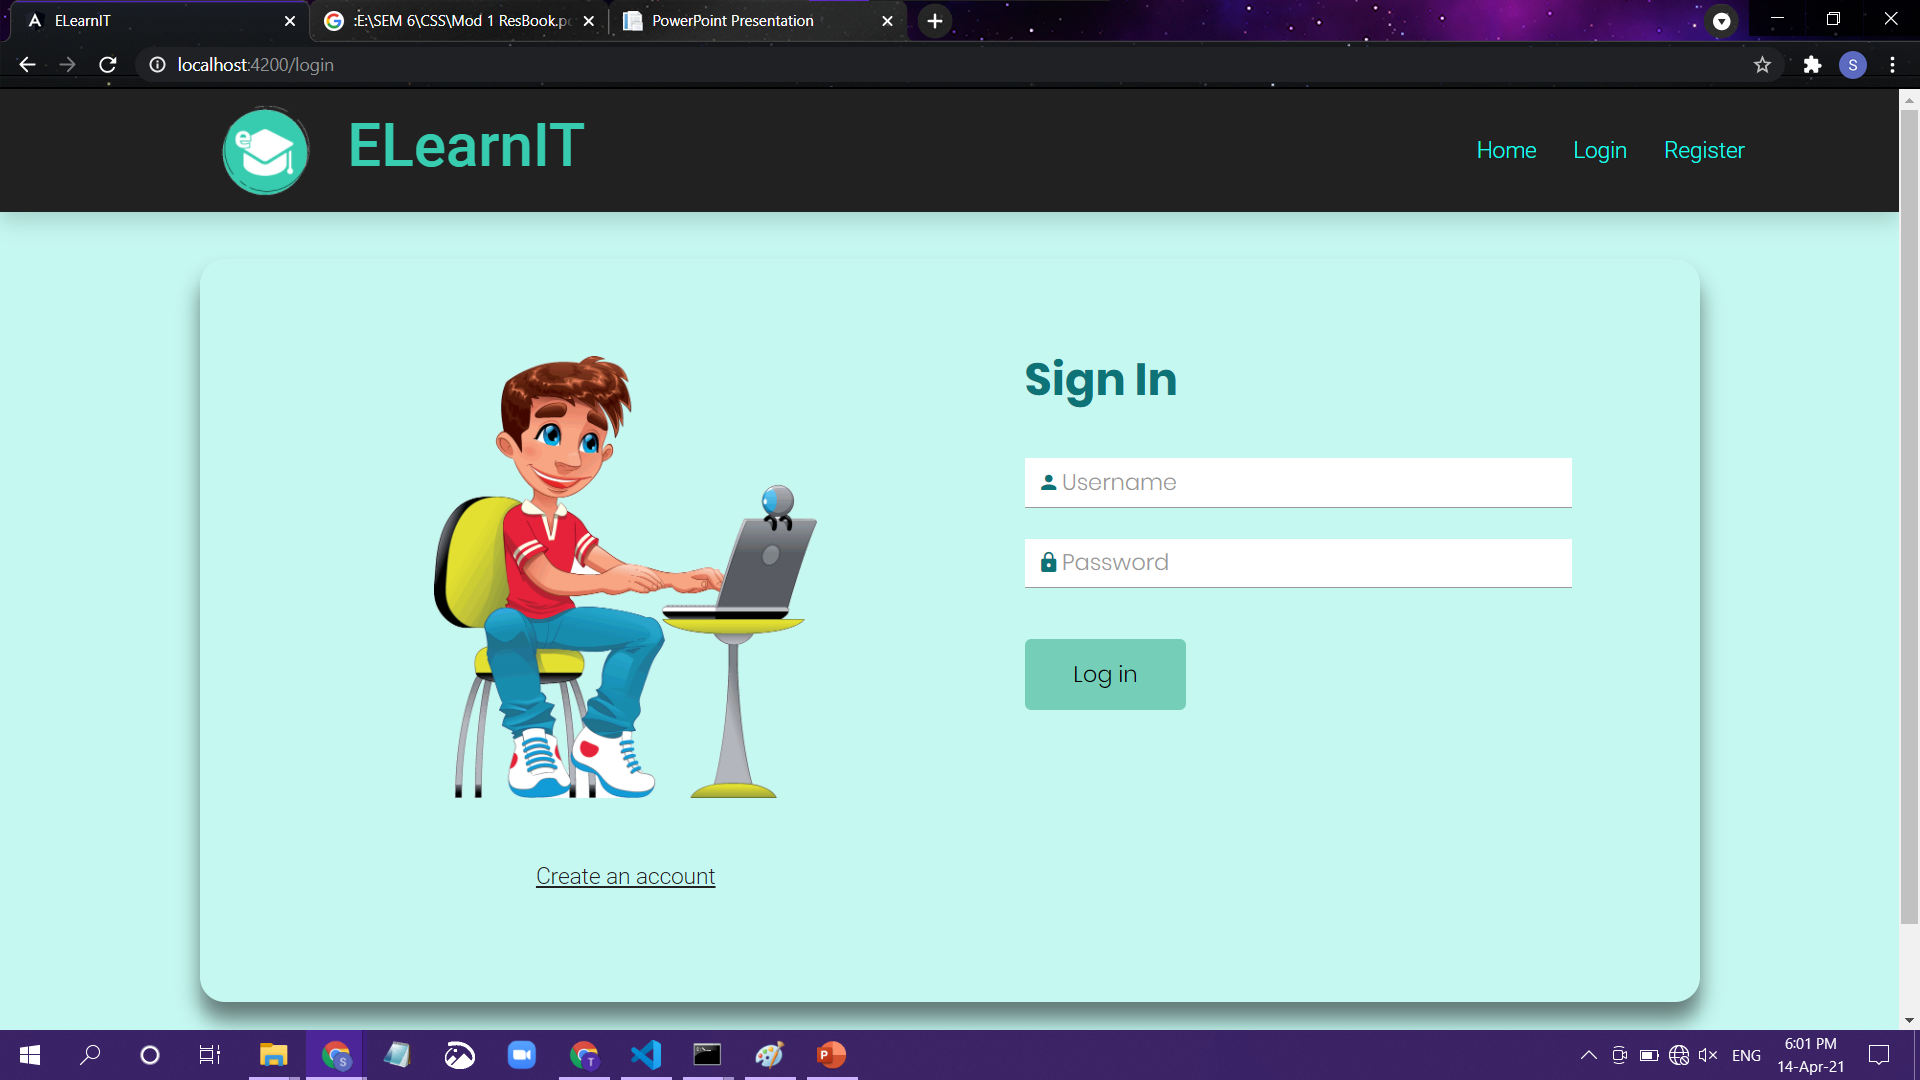 ELearnIT
:E:\SEM 6\CSS\Mod 1 ResBook.p
PowerPoint Presentation
localhost:4200/login
S
e
ELearnIT
Home
Login
Register
Sign In
Username
Password
Log in
Create an account
S
T
P
ENG
6:01 PM
14-Apr-21